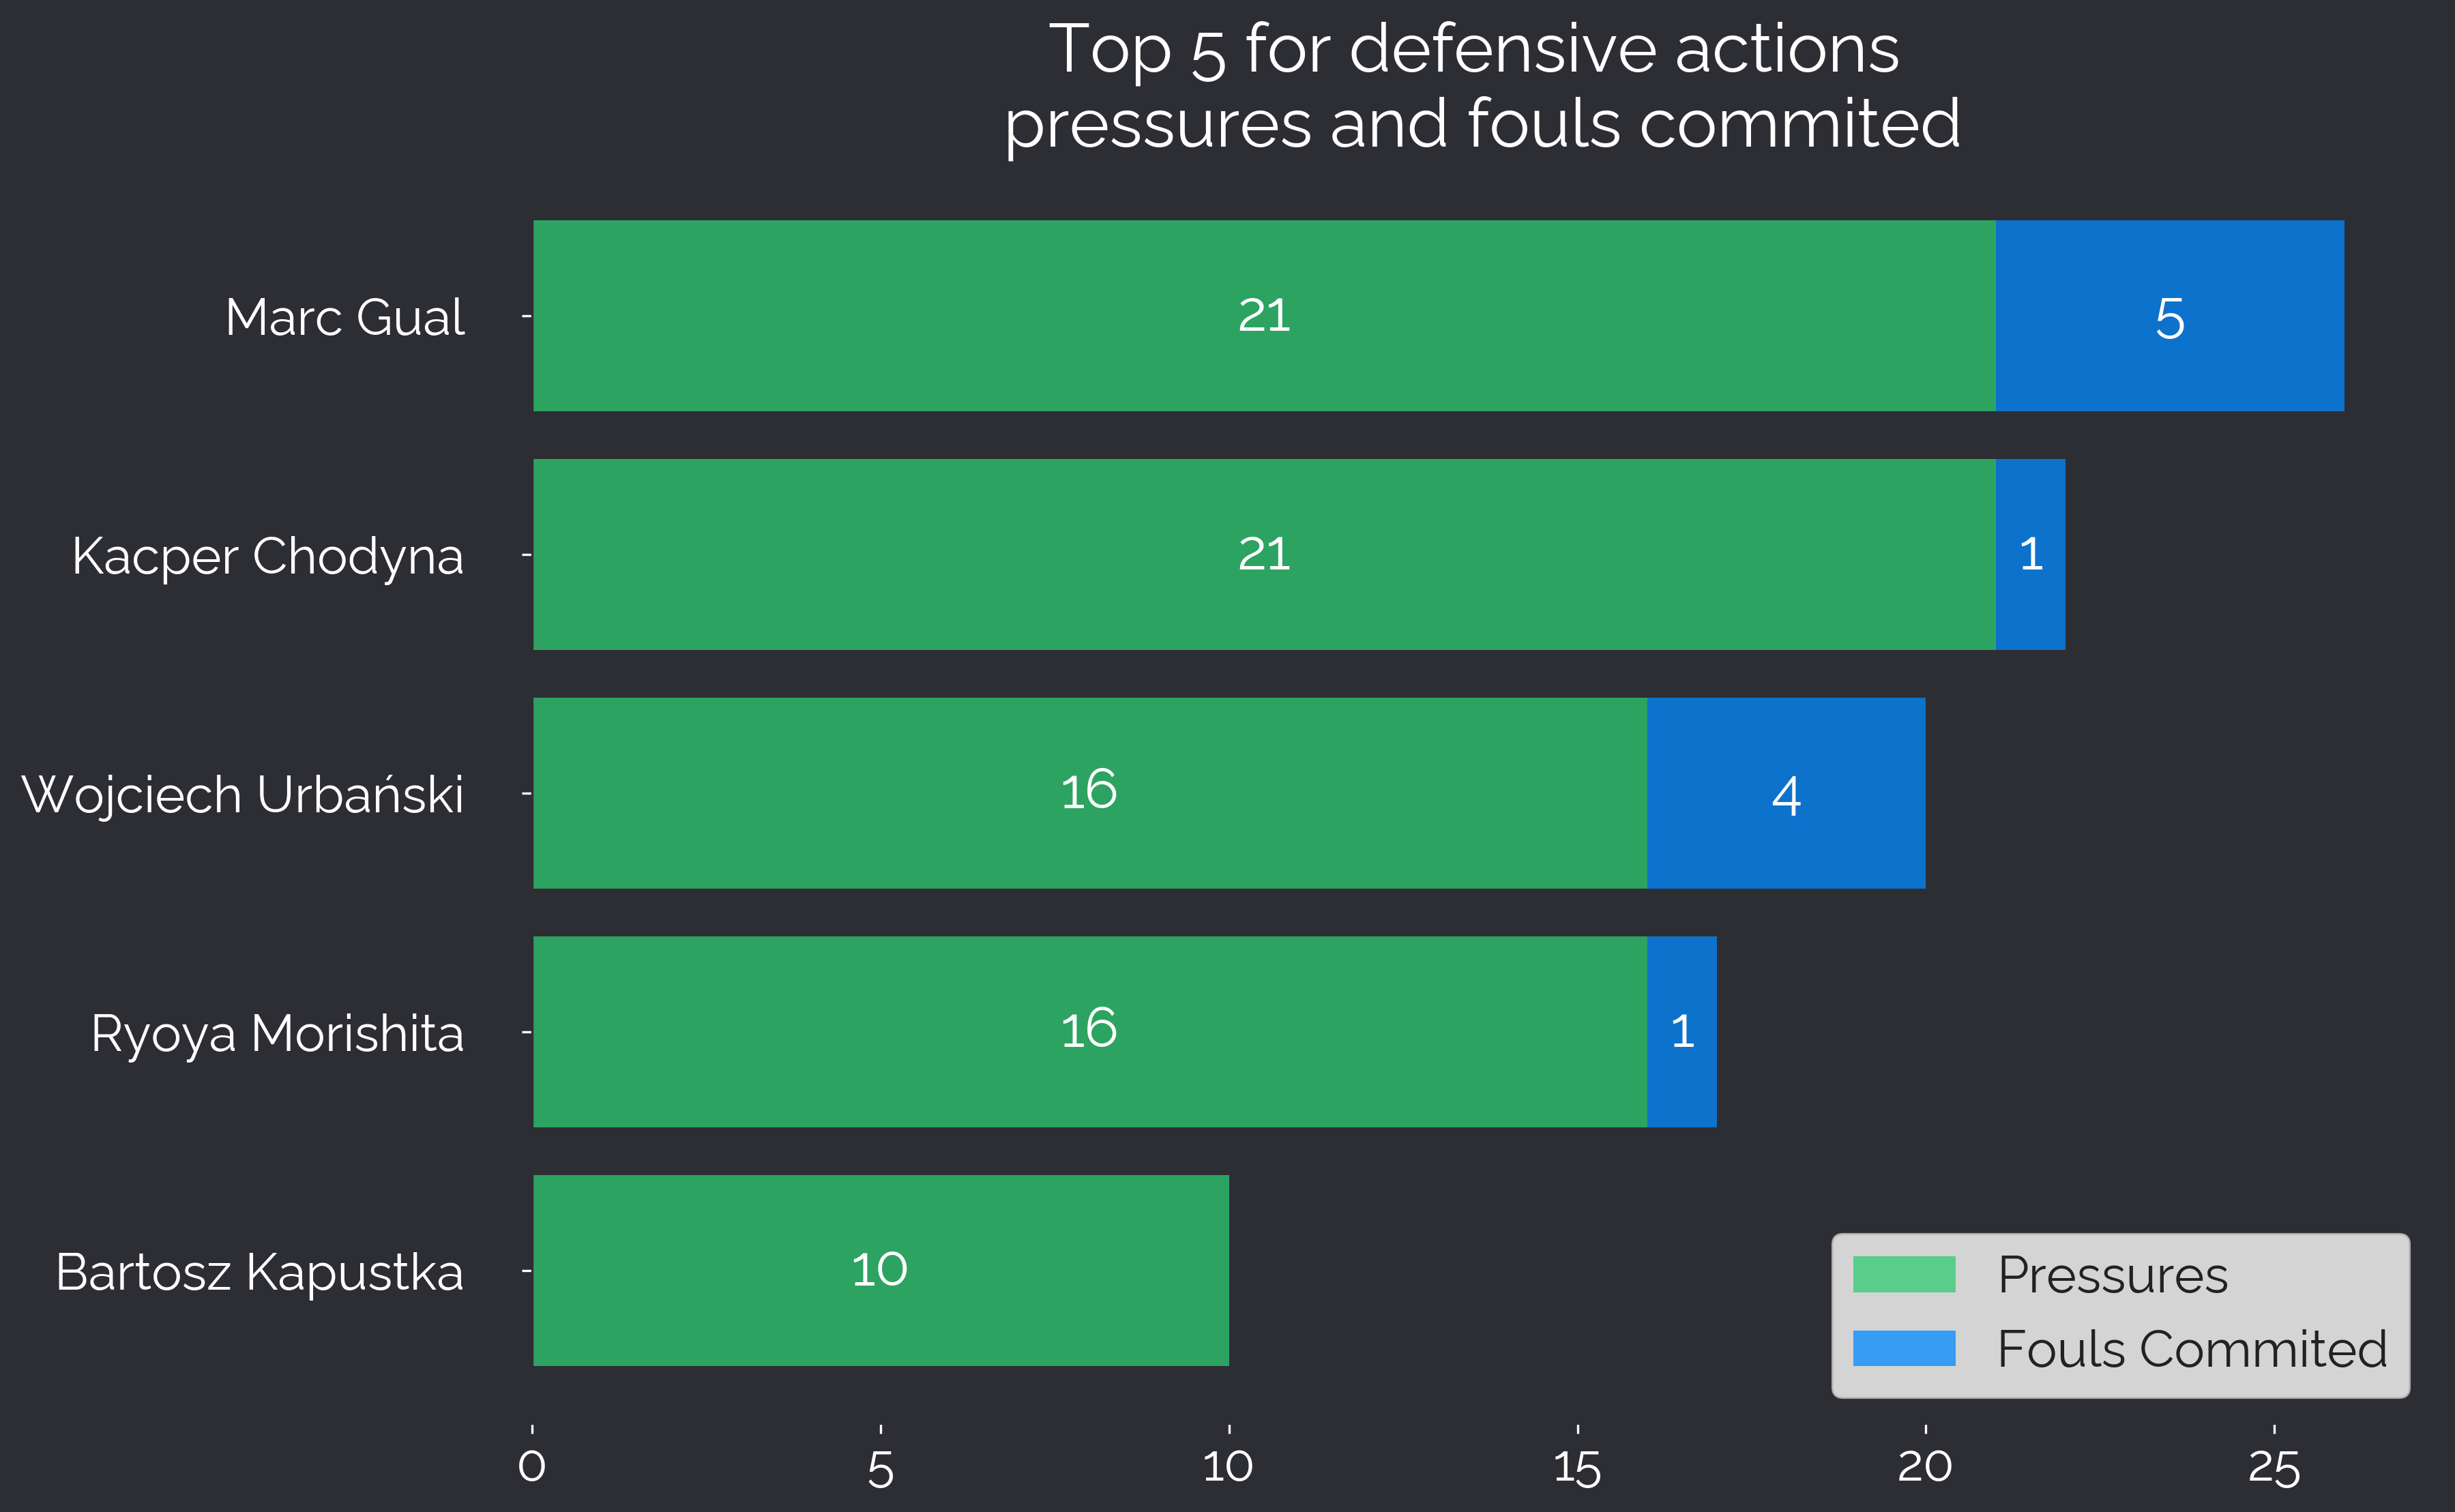 Top 5 for defensive actions
pressures and fouls commited
Marc Gual
21
5
Kacper Chodyna
21
1
Wojciech Urbański
16
4
Ryoya Morishita
16
1
Bartosz Kapustka
10
Pressures
Fouls Commited
0 5 10 15 20 25